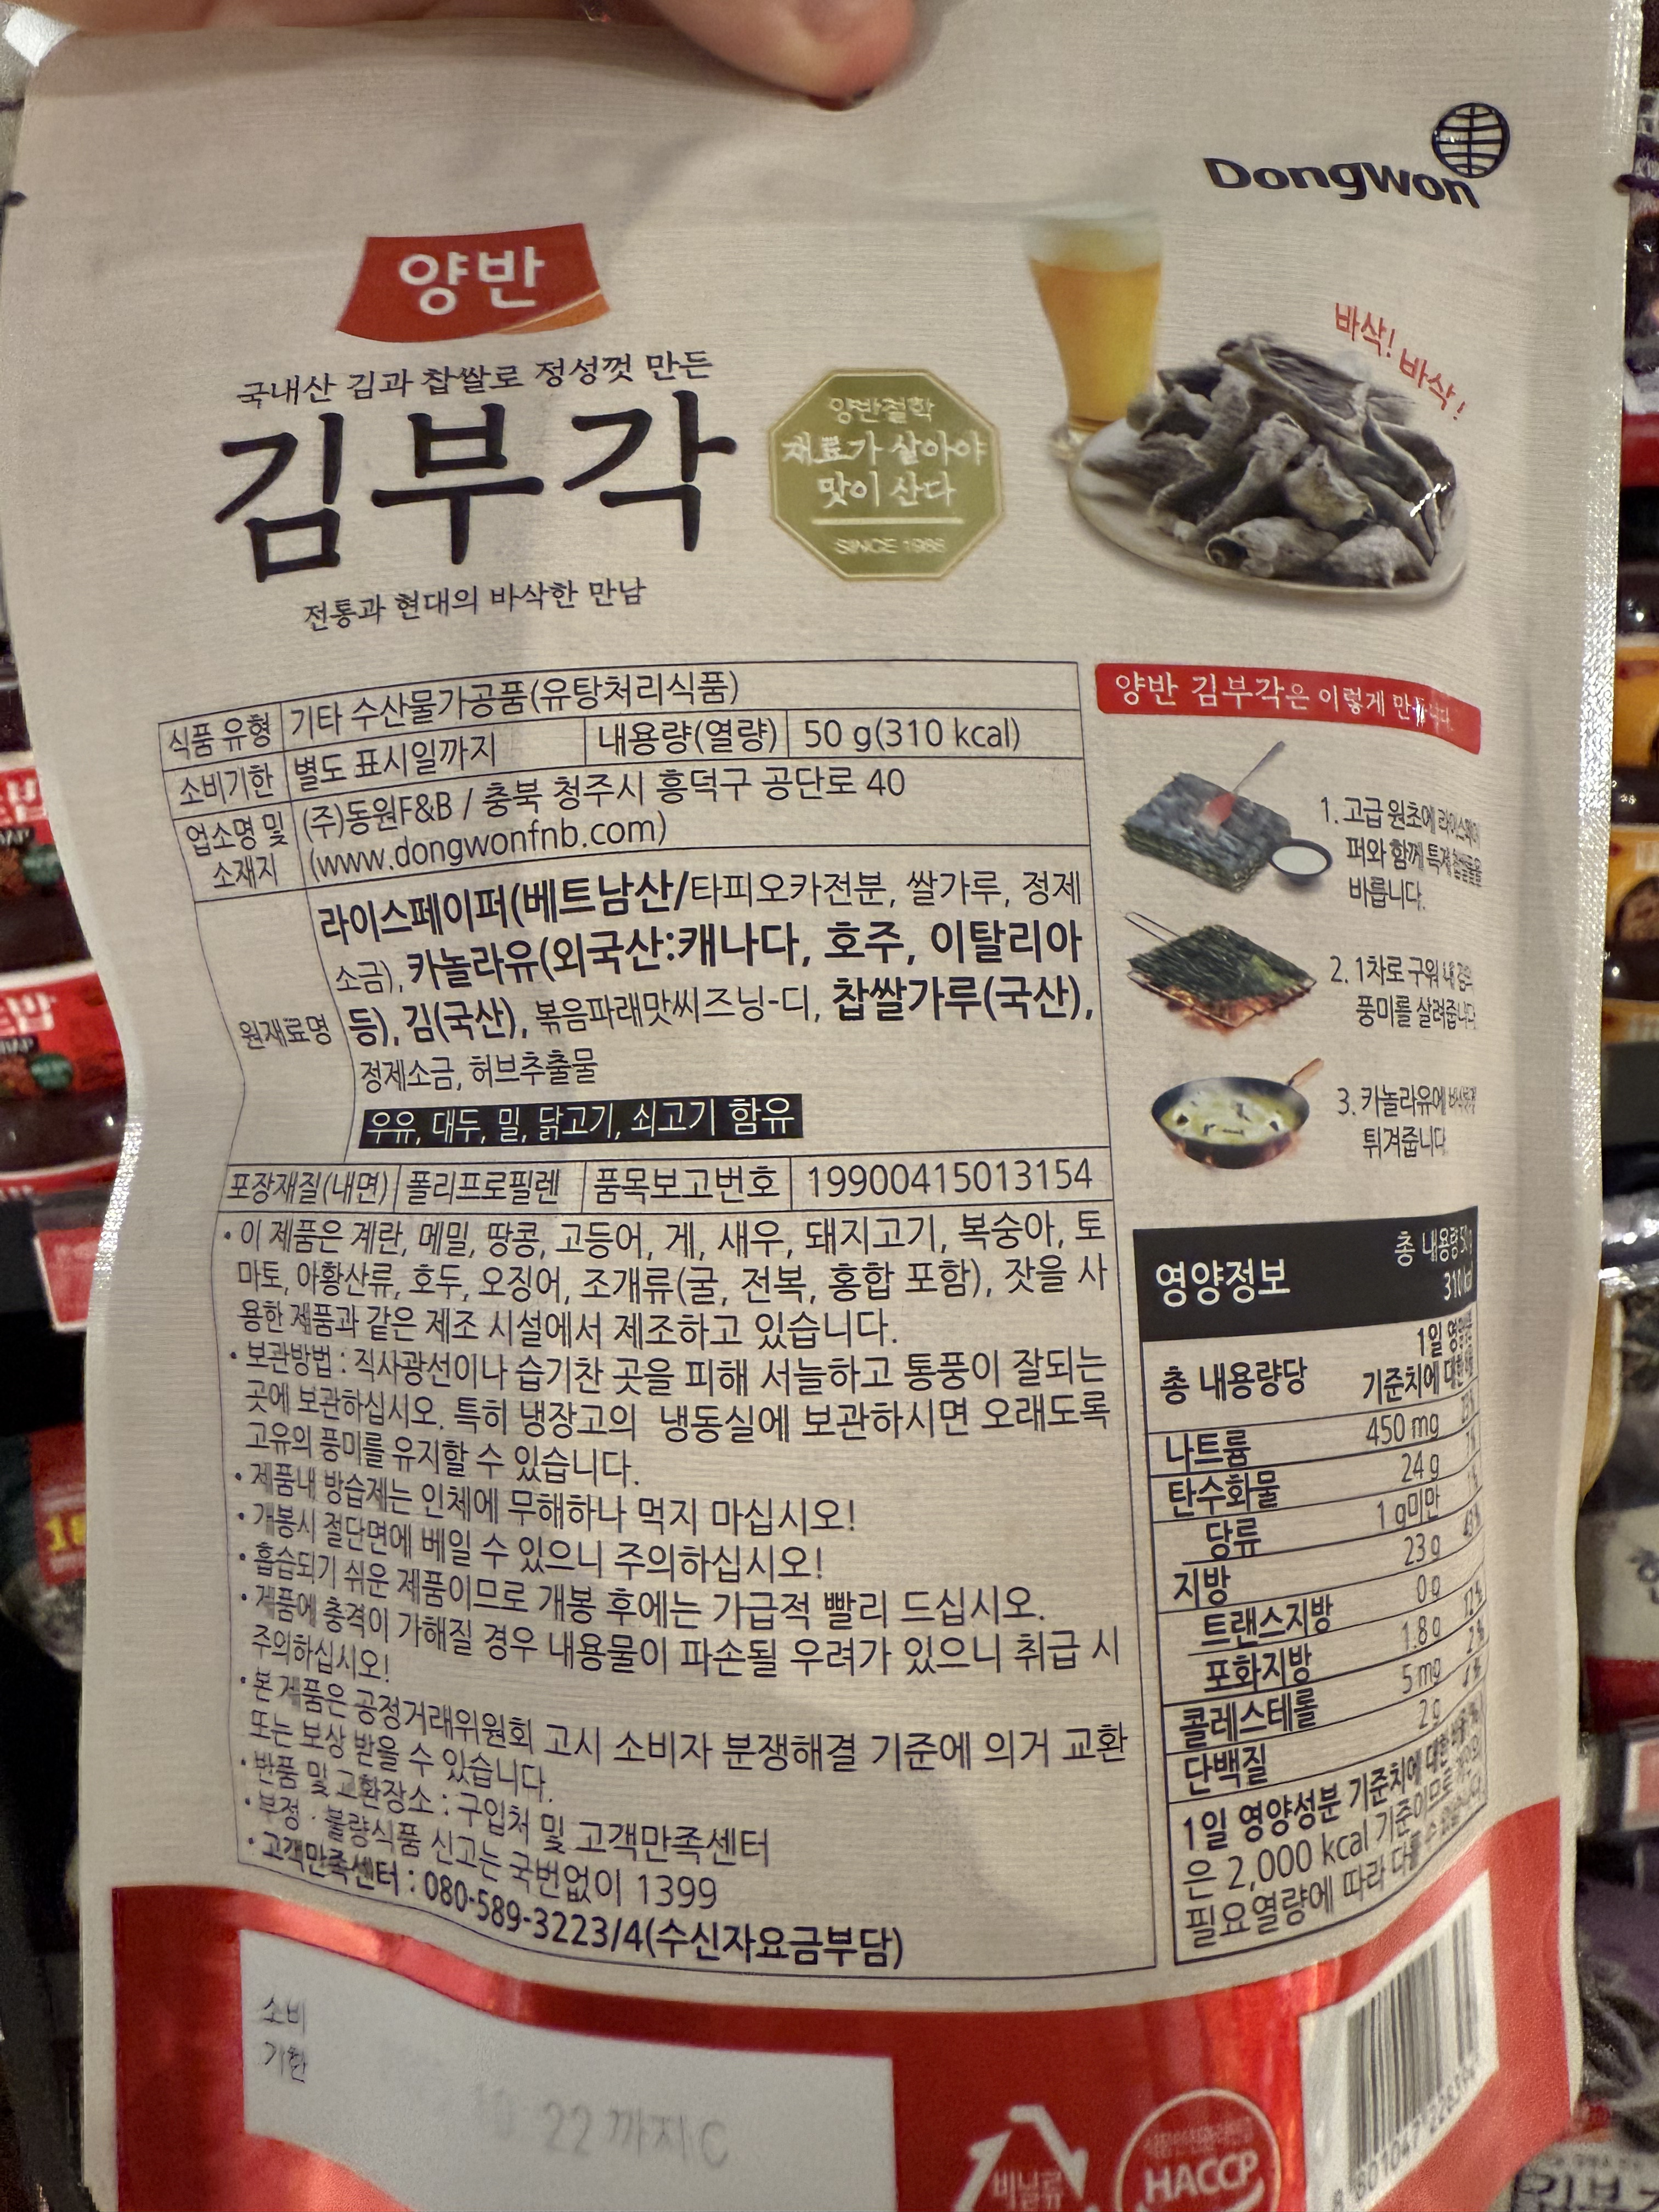 DongWon
양반
국내산 김과 찹쌀로 정성껏 만든
김부각
전통과 현대의 바삭한 만남
양반철학
재료가 살아야
맛이 산다
SINCE 1986
바삭! 바삭!
식품 유형 기타 수산물가공품(유탕처리식품)
소비기한 별도 표시일까지 내용량(열량) 50 g(310 kcal)
업소명 및 소재지 (주)동원F&B / 충북 청주시 흥덕구 공단로 40
(www.dongwonfnb.com)
원재료명 라이스페이퍼(베트남산/타피오카전분, 쌀가루, 정제
소금), 카놀라유(외국산:캐나다, 호주, 이탈리아
등), 김(국산), 볶음파래맛씨즈닝-디, 찹쌀가루(국산),
정제소금, 허브추출물
우유, 대두, 밀, 닭고기, 쇠고기 함유
포장재질(내면) 폴리프로필렌 품목보고번호 19900415013154
· 이 제품은 계란, 메밀, 땅콩, 고등어, 게, 새우, 돼지고기, 복숭아, 토
마토, 아황산류, 호두, 오징어, 조개류(굴, 전복, 홍합 포함), 잣을 사
용한 제품과 같은 제조 시설에서 제조하고 있습니다.
· 보관방법 : 직사광선이나 습기찬 곳을 피해 서늘하고 통풍이 잘되는
곳에 보관하십시오. 특히 냉장고의 냉동실에 보관하시면 오래도록
고유의 풍미를 유지할 수 있습니다.
· 제품내 방습제는 인체에 무해하나 먹지 마십시오!
· 개봉시 절단면에 베일 수 있으니 주의하십시오!
· 흡습되기 쉬운 제품이므로 개봉 후에는 가급적 빨리 드십시오.
· 제품에 충격이 가해질 경우 내용물이 파손될 우려가 있으니 취급 시
주의하십시오!
· 본 제품은 공정거래위원회 고시 소비자 분쟁해결 기준에 의거 교환
또는 보상 받을 수 있습니다.
· 반품 및 교환장소 : 구입처 및 고객만족센터
· 부정 · 불량식품 신고는 국번없이 1399
· 고객만족센터 : 080-589-3223/4(수신자요금부담)
양반 김부각은 이렇게 만듭니다.
1. 고급 원초에 라이스페이
퍼와 함께 특제 찹쌀풀을
바릅니다.
2. 1차로 구워 내
풍미를 살려줍니다
3. 카놀라유에
튀겨줍니다
영양정보
총 내용량 50g
310 kcal
총 내용량당
1일 영양성분
기준치에 대한 비율
나트륨 450 mg
탄수화물 24 g
당류 1 g미만
지방 23 g 43%
트랜스지방 0 g
포화지방 1.8 g 12%
콜레스테롤 5 mg 2%
단백질 2 g 4%
1일 영양성분 기준치에 대한 비율(%)
은 2,000 kcal 기준이므로 개인의
필요열량에 따라 다를 수 있습니다.
소비
기한
22 까지 C
비닐류
HACCP